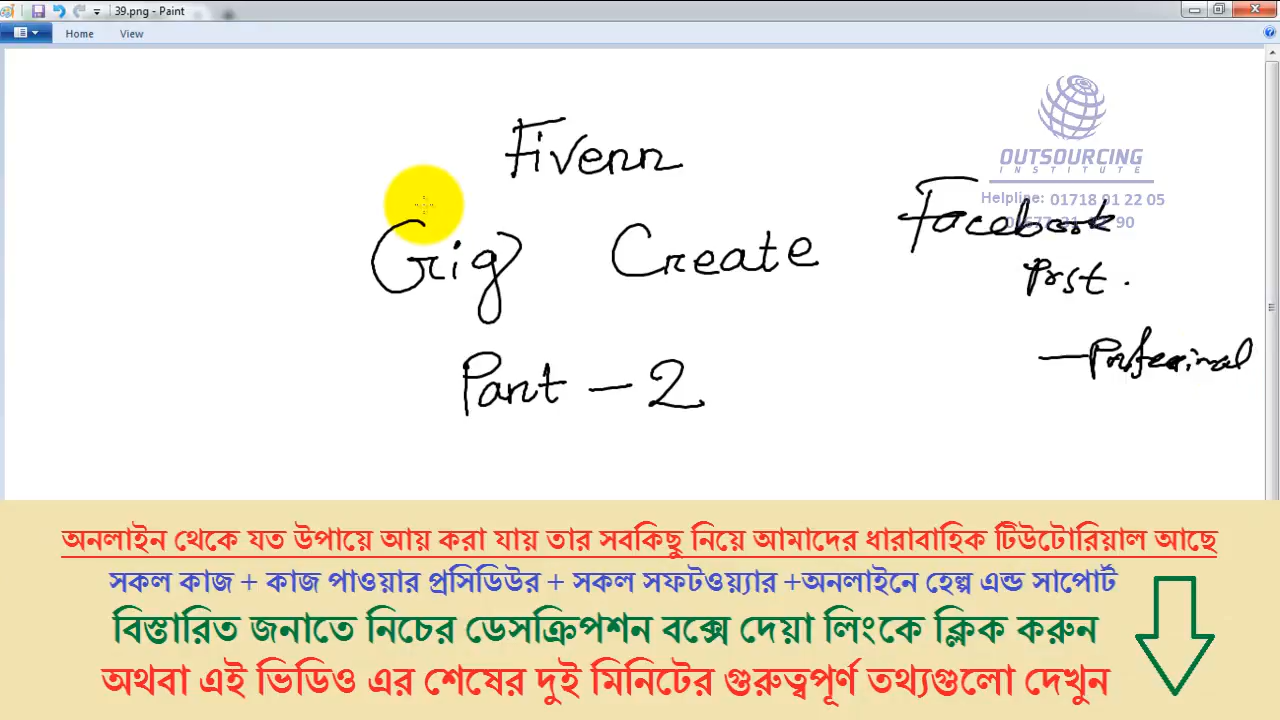 39.png - Paint
Home View
Fiverr
OUTSOURCING
INSTITUTE
Helpline: 01718 91 22 05
90
Gig Create
Facebook
Post.
Part - 2
অনলাইন থেকে যত উপায়ে আয় করা যায় তার সবকিছু নিয়ে আমাদের ধারাবাহিক টিউটোরিয়াল আছে
সকল কাজ + কাজ পাওয়ার প্রসিডিউর + সকল সফটওয়্যার +অনলাইনে হেল্প এন্ড সাপোর্ট
বিস্তারিত জনাতে নিচের ডেসক্রিপশন বক্সে দেয়া লিংকে ক্লিক করুন
অথবা এই ভিডিও এর শেষের দুই মিনিটের গুরুত্বপূর্ণ তথ্যগুলো দেখুন